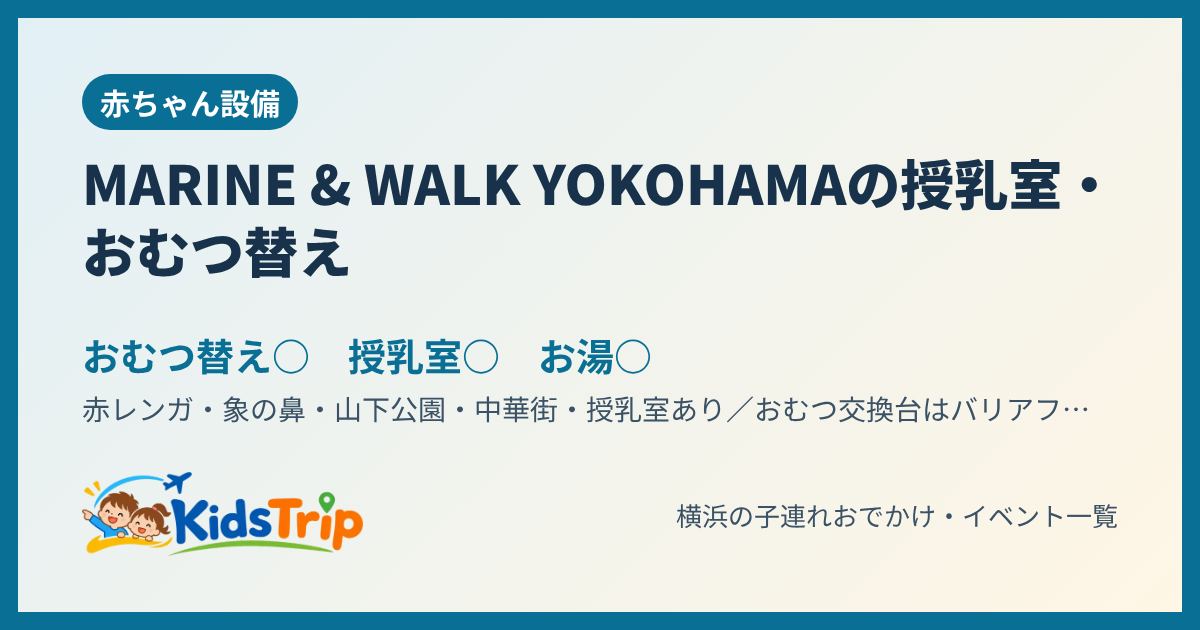 赤ちゃん設備
MARINE & WALK YOKOHAMAの授乳室・
おむつ替え
おむつ替え○　授乳室○　お湯○
赤レンガ・象の鼻・山下公園・中華街・授乳室あり／おむつ交換台はバリアフ…
KidsTrip
横浜の子連れおでかけ・イベント一覧